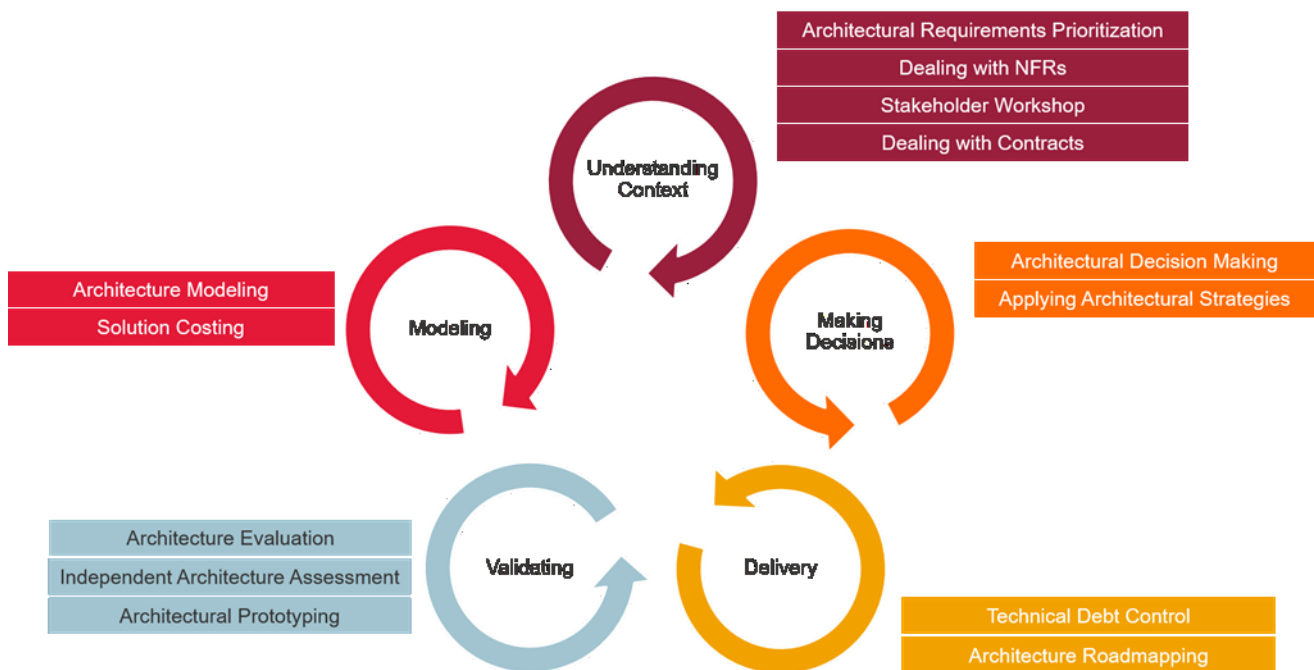 Architectural Requirements Prioritization
Dealing with NFRs
Stakeholder Workshop
Dealing with Contracts
Understanding
Context
Architectural Decision Making
Applying Architectural Strategies
Making
Decisions
Architecture Modeling
Solution Costing
Modeling
Architecture Evaluation
Independent Architecture Assessment
Architectural Prototyping
Validating
Delivery
Technical Debt Control
Architecture Roadmapping